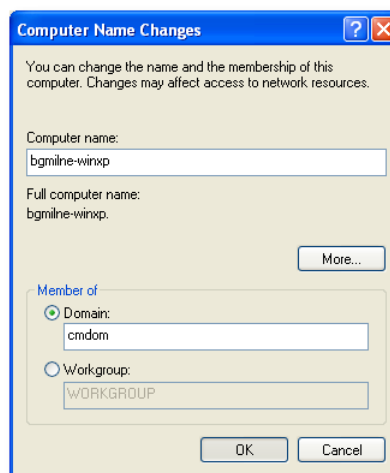 Computer Name Changes
You can change the name and the membership of this
computer. Changes may affect access to network resources.
Computer name:
bgmilne-winxp
Full computer name:
bgmilne-winxp.
More...
Member of
Domain:
cmdom
Workgroup:
WORKGROUP
OK Cancel